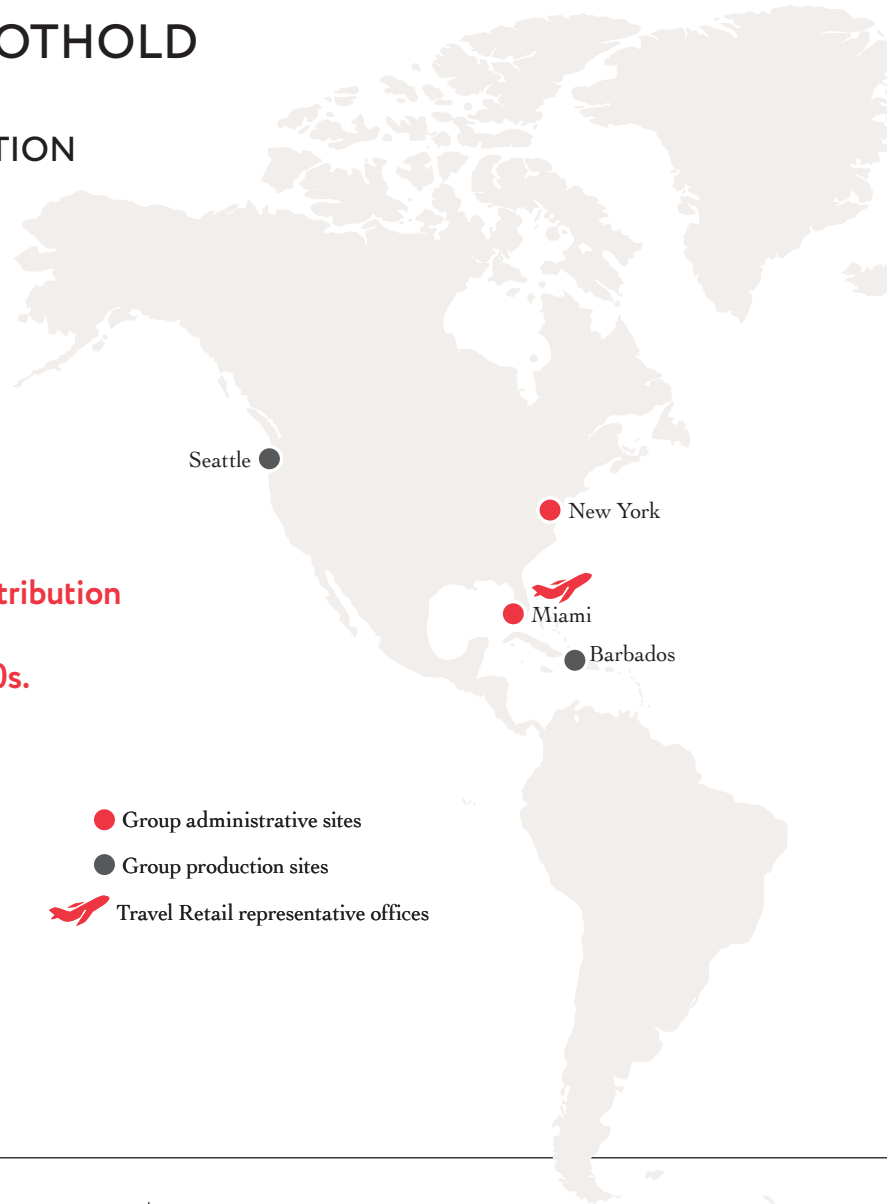 OTHOLD
TION
Seattle
New York
tribution
Miami
Barbados
0s.
Group administrative sites
Group production sites
Travel Retail representative offices